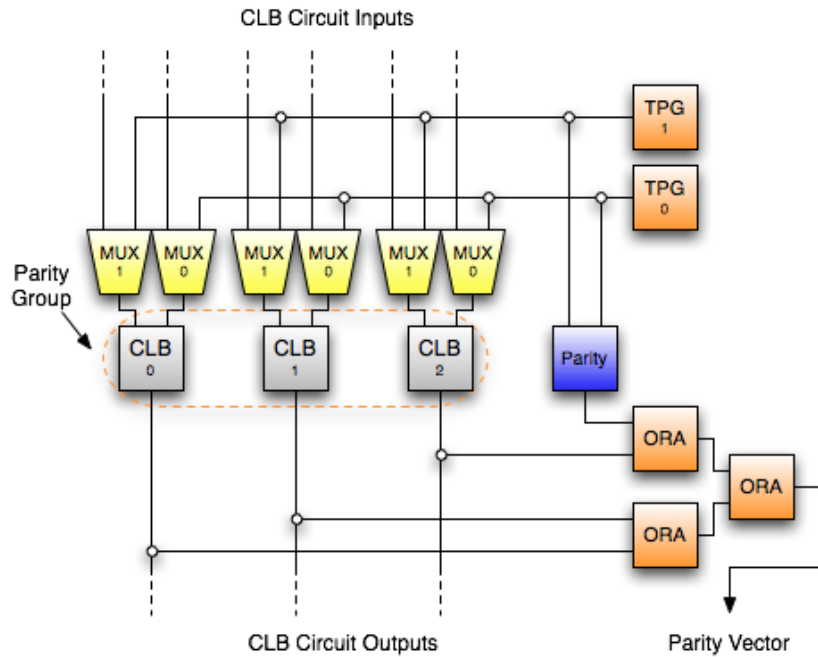 CLB Circuit Inputs
TPG
1
TPG
0
MUX
1
MUX
0
MUX
1
MUX
0
MUX
1
MUX
0
Parity
Group
CLB
0
CLB
1
CLB
2
Parity
ORA
ORA
ORA
CLB Circuit Outputs
Parity Vector